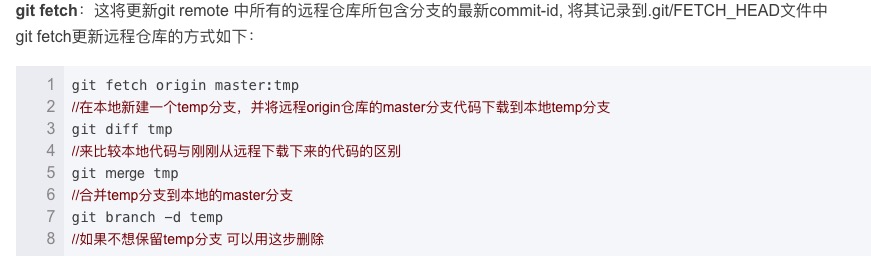 git fetch：这将更新git remote 中所有的远程仓库所包含分支的最新commit-id, 将其记录到.git/FETCH_HEAD文件中
git fetch更新远程仓库的方式如下：
1 git fetch origin master:tmp
2 //在本地新建一个temp分支，并将远程origin仓库的master分支代码下载到本地temp分支
3 git diff tmp
4 //来比较本地代码与刚刚从远程下载下来的代码的区别
5 git merge tmp
6 //合并temp分支到本地的master分支
7 git branch -d temp
8 //如果不想保留temp分支 可以用这步删除